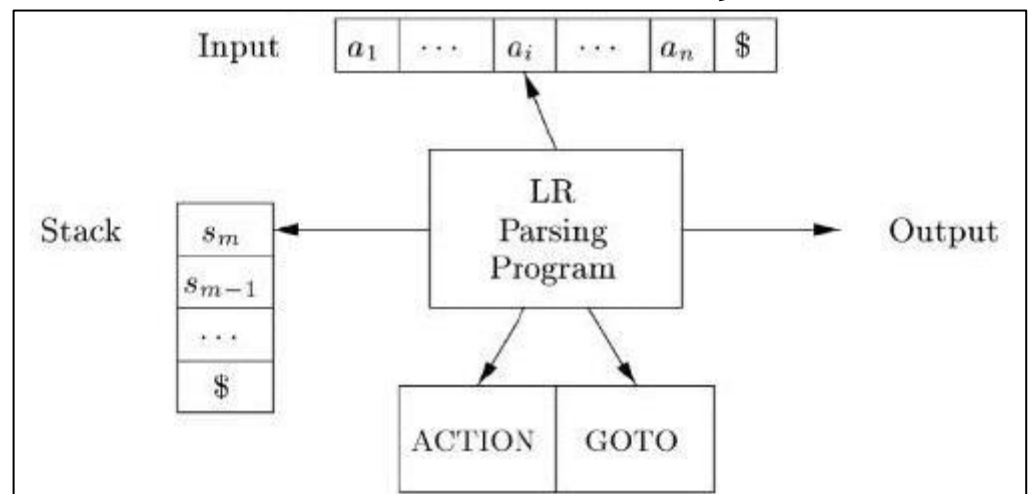 Input a₁ ··· aᵢ ··· aₙ $
LR
Parsing
Program
Stack
sₘ
sₘ₋₁
···
$
Output
ACTION GOTO